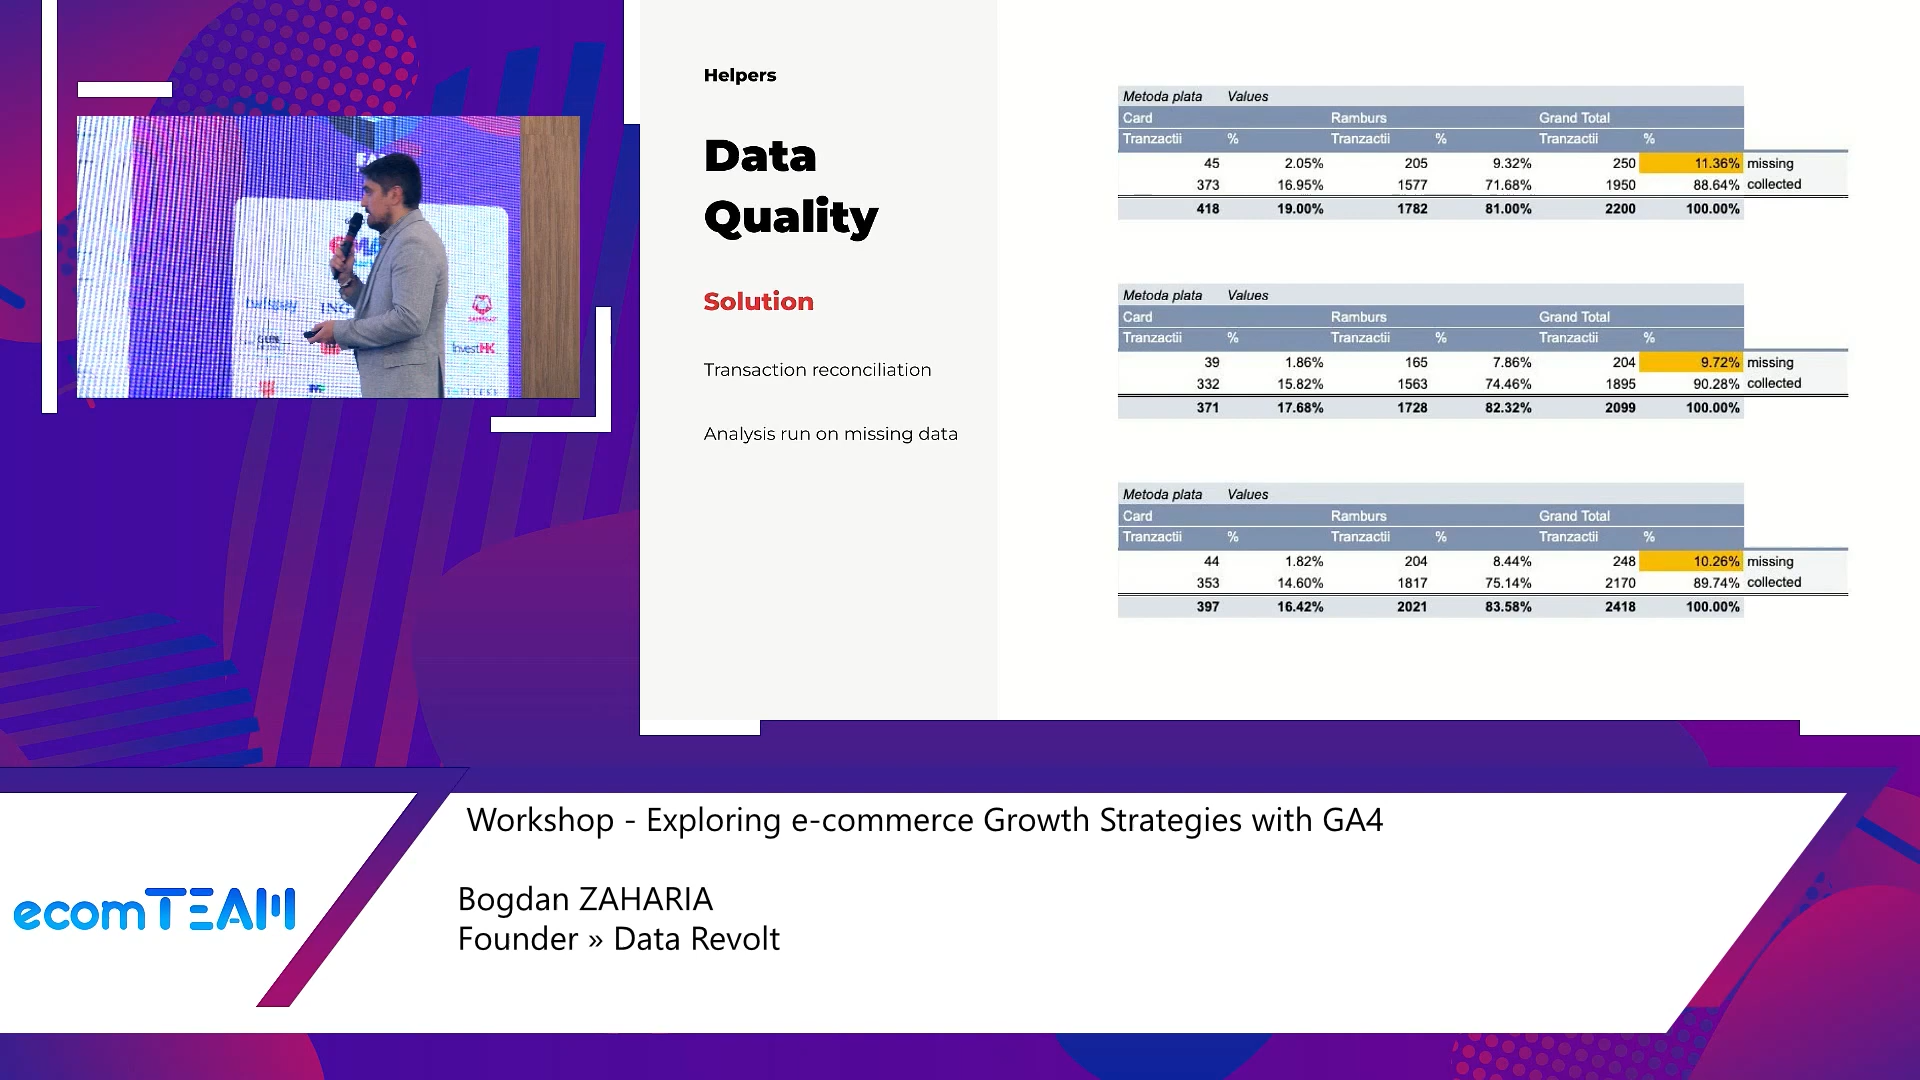 Helpers
Data
Quality
Solution
Transaction reconciliation
Analysis run on missing data
Metoda plata Values
Card Ramburs Grand Total
Tranzactii % Tranzactii % Tranzactii %
45 2.05% 205 9.32% 250 11.36% missing
373 16.95% 1577 71.68% 1950 88.64% collected
418 19.00% 1782 81.00% 2200 100.00%
Metoda plata Values
Card Ramburs Grand Total
Tranzactii % Tranzactii % Tranzactii %
39 1.86% 165 7.86% 204 9.72% missing
332 15.82% 1563 74.46% 1895 90.28% collected
371 17.68% 1728 82.32% 2099 100.00%
Metoda plata Values
Card Ramburs Grand Total
Tranzactii % Tranzactii % Tranzactii %
44 1.82% 204 8.44% 248 10.26% missing
353 14.60% 1817 75.14% 2170 89.74% collected
397 16.42% 2021 83.58% 2418 100.00%
InvestHK
Workshop - Exploring e-commerce Growth Strategies with GA4
Bogdan ZAHARIA
Founder » Data Revolt
ecomTEAM